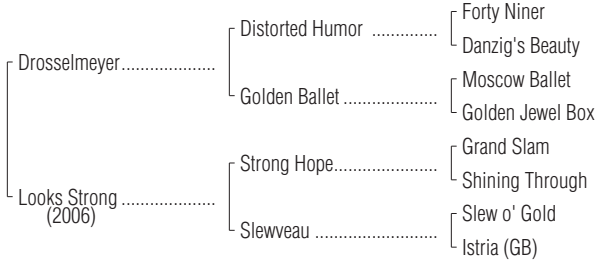 Forty Niner
Distorted Humor ..............
Danzig's Beauty
Drosselmeyer....................
Moscow Ballet
Golden Ballet ....................
Golden Jewel Box
Grand Slam
Strong Hope......................
Shining Through
Looks Strong ....................
(2006)
Slew o' Gold
Slewveau ..........................
Istria (GB)